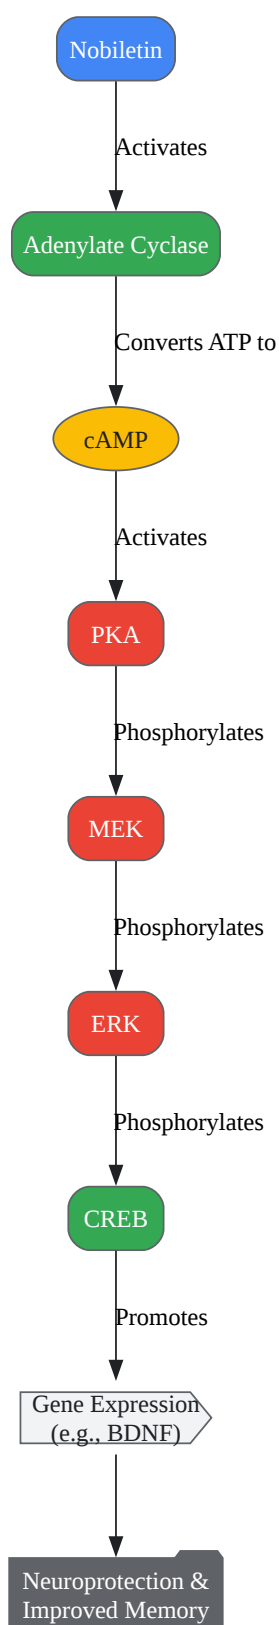 Nobiletin
Activates
Adenylate Cyclase
Converts ATP to
cAMP
Activates
PKA
Phosphorylates
MEK
Phosphorylates
ERK
Phosphorylates
CREB
Promotes
Gene Expression
(e.g., BDNF)
Neuroprotection &
Improved Memory